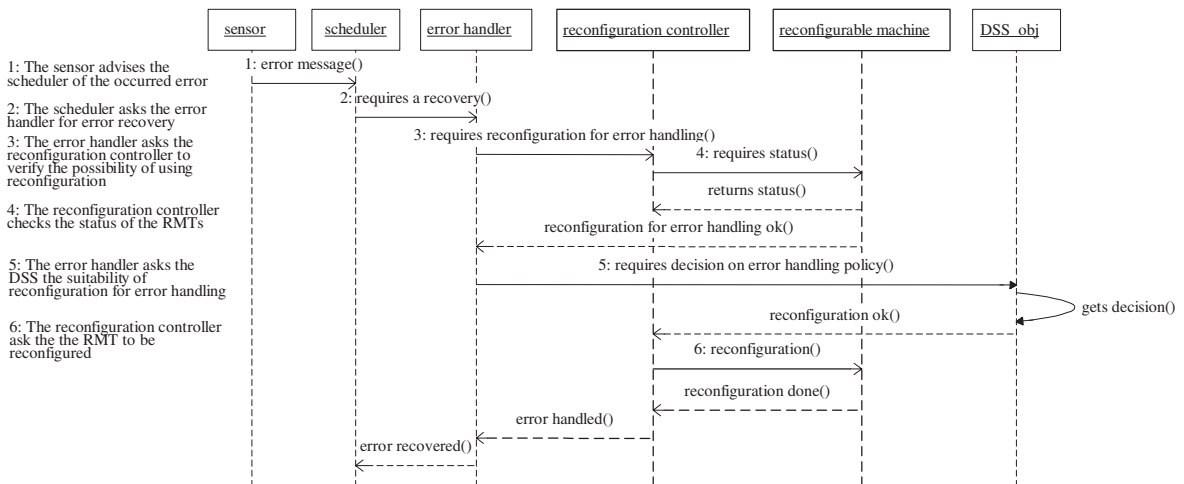 sensor
scheduler
error handler
reconfiguration controller
reconfigurable machine
DSS_obj
1: The sensor advises the
scheduler of the occurred error
1: error message()
2: The scheduler asks the error
handler for error recovery
2: requires a recovery()
3: The error handler asks the
reconfiguration controller to
verify the possibility of using
reconfiguration
3: requires reconfiguration for error handling()
4: requires status()
returns status()
4: The reconfiguration controller
checks the status of the RMTs
reconfiguration for error handling ok()
5: The error handler asks the
DSS the suitability of
reconfiguration for error handling
5: requires decision on error handling policy()
gets decision()
6: The reconfiguration controller
ask the the RMT to be
reconfigured
reconfiguration ok()
6: reconfiguration()
reconfiguration done()
error handled()
error recovered()